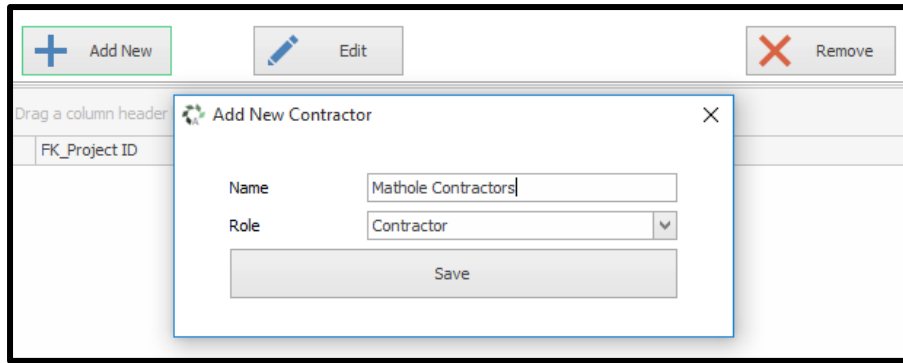 Add New
Edit
Remove
Drag a column header
Add New Contractor
FK_Project ID
Name
Mathole Contractors
Role
Contractor
Save